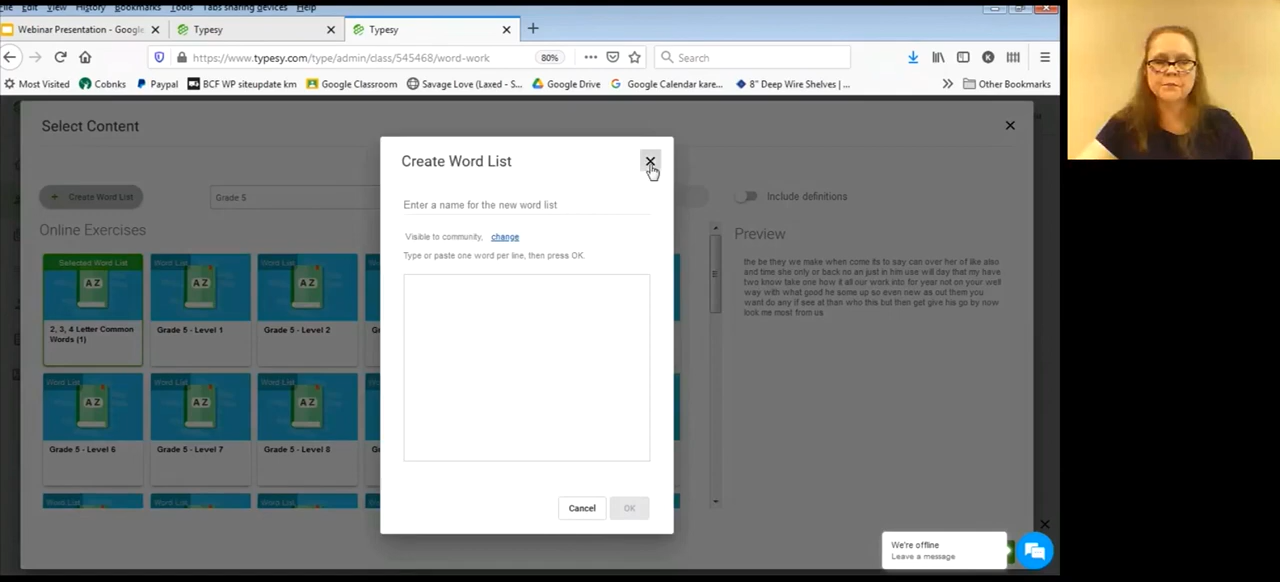 File Edit View History Bookmarks Tools Tabs sharing devices Help
Webinar Presentation - Google
Typesy
Typesy
https://www.typesy.com/type/admin/class/545468/word-work
80%
Search
Most Visited
Cobnks
Paypal
BCF WP siteupdate km
Google Classroom
Savage Love (Laxed - S...
Google Drive
Google Calendar kare...
8" Deep Wire Shelves | ...
Other Bookmarks
Select Content
Create Word List
Grade 5
Include definitions
Online Exercises
Selected Word List
AZ
2, 3, 4 Letter Common
Words (1)
Word List
AZ
Grade 5 - Level 1
Word List
AZ
Grade 5 - Level 2
Word List
AZ
Grade 5 - Level 6
Word List
AZ
Grade 5 - Level 7
Word List
AZ
Grade 5 - Level 8
Word List
Word List
Word List
Create Word List
Enter a name for the new word list
Visible to community, change
Type or paste one word per line, then press OK.
Cancel
OK
Preview
the be they we make when come its to say can over her of like also
and time she only or back no an just in him use will day that my have
two know take one how it all our work into for year not on your well
way with what good he some up so even new as out them you
want do any if see at than who this but then get give his go by now
look me most from us
We're offline
Leave a message